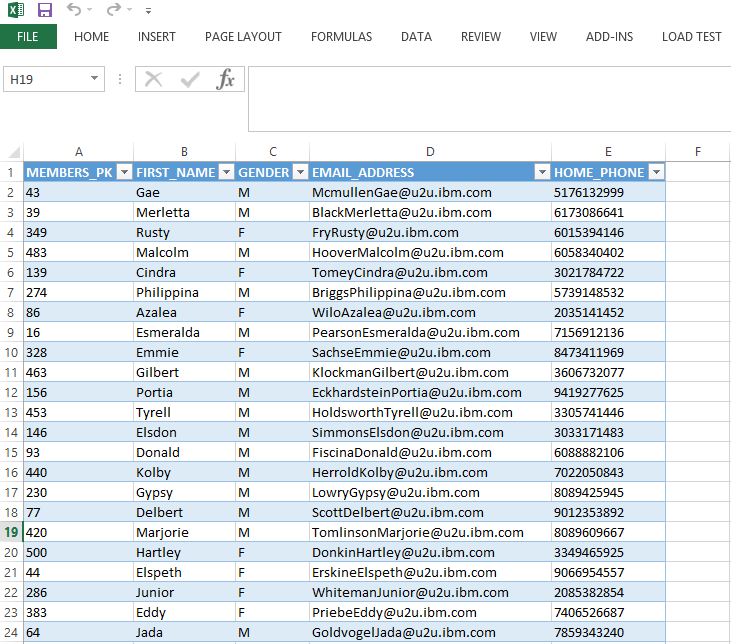 FILE HOME INSERT PAGE LAYOUT FORMULAS DATA REVIEW VIEW ADD-INS LOAD TEST
H19 fx
A B C D E F
1 MEMBERS_PK FIRST_NAME GENDER EMAIL_ADDRESS HOME_PHONE
2 43 Gae M McmullenGae@u2u.ibm.com 5176132999
3 39 Merletta M BlackMerletta@u2u.ibm.com 6173086641
4 349 Rusty F FryRusty@u2u.ibm.com 6015394146
5 483 Malcolm M HooverMalcolm@u2u.ibm.com 6058340402
6 139 Cindra F TomeyCindra@u2u.ibm.com 3021784722
7 274 Philippina M BriggsPhilippina@u2u.ibm.com 5739148532
8 86 Azalea F WiloAzalea@u2u.ibm.com 2035141452
9 16 Esmeralda M PearsonEsmeralda@u2u.ibm.com 7156912136
10 328 Emmie F SachseEmmie@u2u.ibm.com 8473411969
11 463 Gilbert M KlockmanGilbert@u2u.ibm.com 3606732077
12 156 Portia M EckhardsteinPortia@u2u.ibm.com 9419277625
13 453 Tyrell M HoldsworthTyrell@u2u.ibm.com 3305741446
14 146 Elsdon M SimmonsElsdon@u2u.ibm.com 3033171483
15 93 Donald M FiscinaDonald@u2u.ibm.com 6088882106
16 440 Kolby M HerroldKolby@u2u.ibm.com 7022050843
17 230 Gypsy M LowryGypsy@u2u.ibm.com 8089425945
18 77 Delbert M ScottDelbert@u2u.ibm.com 9012353892
19 420 Marjorie M TomlinsonMarjorie@u2u.ibm.com 8089609667
20 500 Hartley F DonkinHartley@u2u.ibm.com 3349465925
21 44 Elspeth F ErskineElspeth@u2u.ibm.com 9066954557
22 286 Junior F WhitemanJunior@u2u.ibm.com 2085382854
23 383 Eddy F PriebeEddy@u2u.ibm.com 7406526687
24 64 Jada M GoldvogelJada@u2u.ibm.com 7859343240